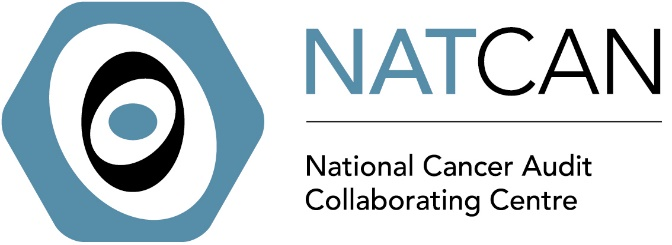 NATCAN
National Cancer Audit
Collaborating Centre